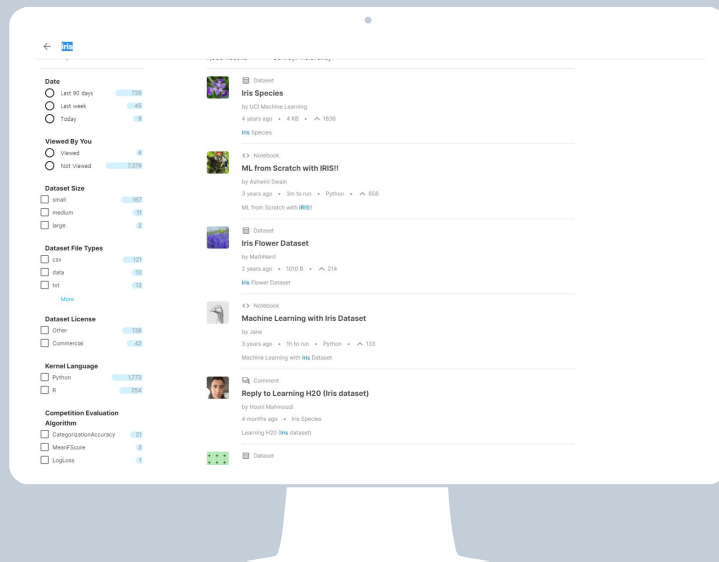 iris
Date
Last 90 days 726
Last week 45
Today 8
Viewed By You
Viewed 4
Not Viewed 7,379
Dataset Size
small 167
medium 11
large 2
Dataset File Types
csv 121
data 13
txt 13
More
Dataset License
Other 138
Commercial 42
Kernel Language
Python 1,773
R 254
Competition Evaluation
Algorithm
CategorizationAccuracy 21
MeanFScore 3
LogLoss 1
Dataset
Iris Species
by UCI Machine Learning
4 years ago • 4 KB • 1838
Iris Species
<> Notebook
ML from Scratch with IRIS!!
by Ashwini Swain
3 years ago • 3m to run • Python • 658
ML from Scratch with IRIS!!
Dataset
Iris Flower Dataset
by MathNerd
2 years ago • 1010 B • 214
Iris Flower Dataset
<> Notebook
Machine Learning with Iris Dataset
by Jane
3 years ago • 1h to run • Python • 133
Machine Learning with Iris Dataset
Comment
Reply to Learning H20 (Iris dataset)
by Hosni Mahmoudi
4 months ago • Iris Species
Learning H20 (Iris dataset)
Dataset